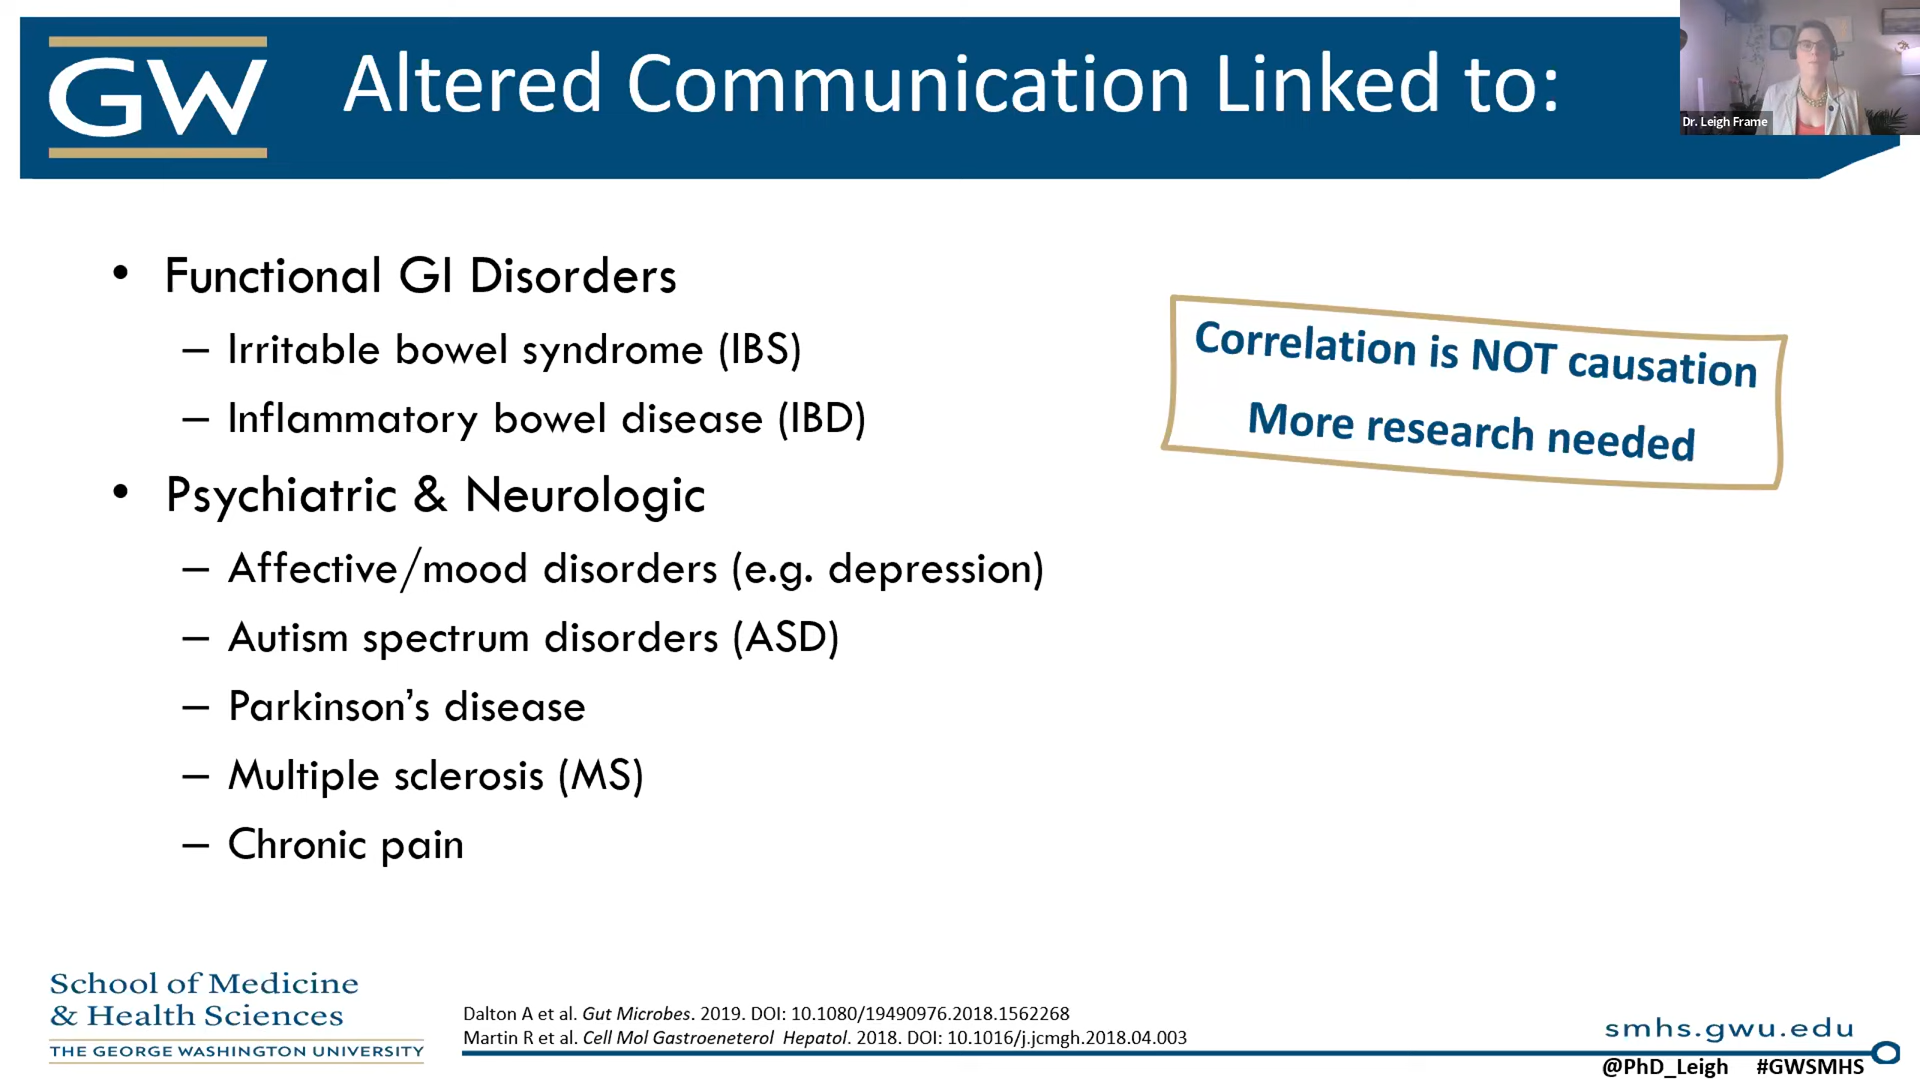 GW
Altered Communication Linked to:
Dr. Leigh Frame
• Functional GI Disorders
– Irritable bowel syndrome (IBS)
– Inflammatory bowel disease (IBD)
• Psychiatric & Neurologic
– Affective/mood disorders (e.g. depression)
– Autism spectrum disorders (ASD)
– Parkinson’s disease
– Multiple sclerosis (MS)
– Chronic pain
Correlation is NOT causation
More research needed
School of Medicine
& Health Sciences
THE GEORGE WASHINGTON UNIVERSITY
Dalton A et al. Gut Microbes. 2019. DOI: 10.1080/19490976.2018.1562268
Martin R et al. Cell Mol Gastroeneterol Hepatol. 2018. DOI: 10.1016/j.jcmgh.2018.04.003
smhs.gwu.edu
@PhD_Leigh #GWSMHS